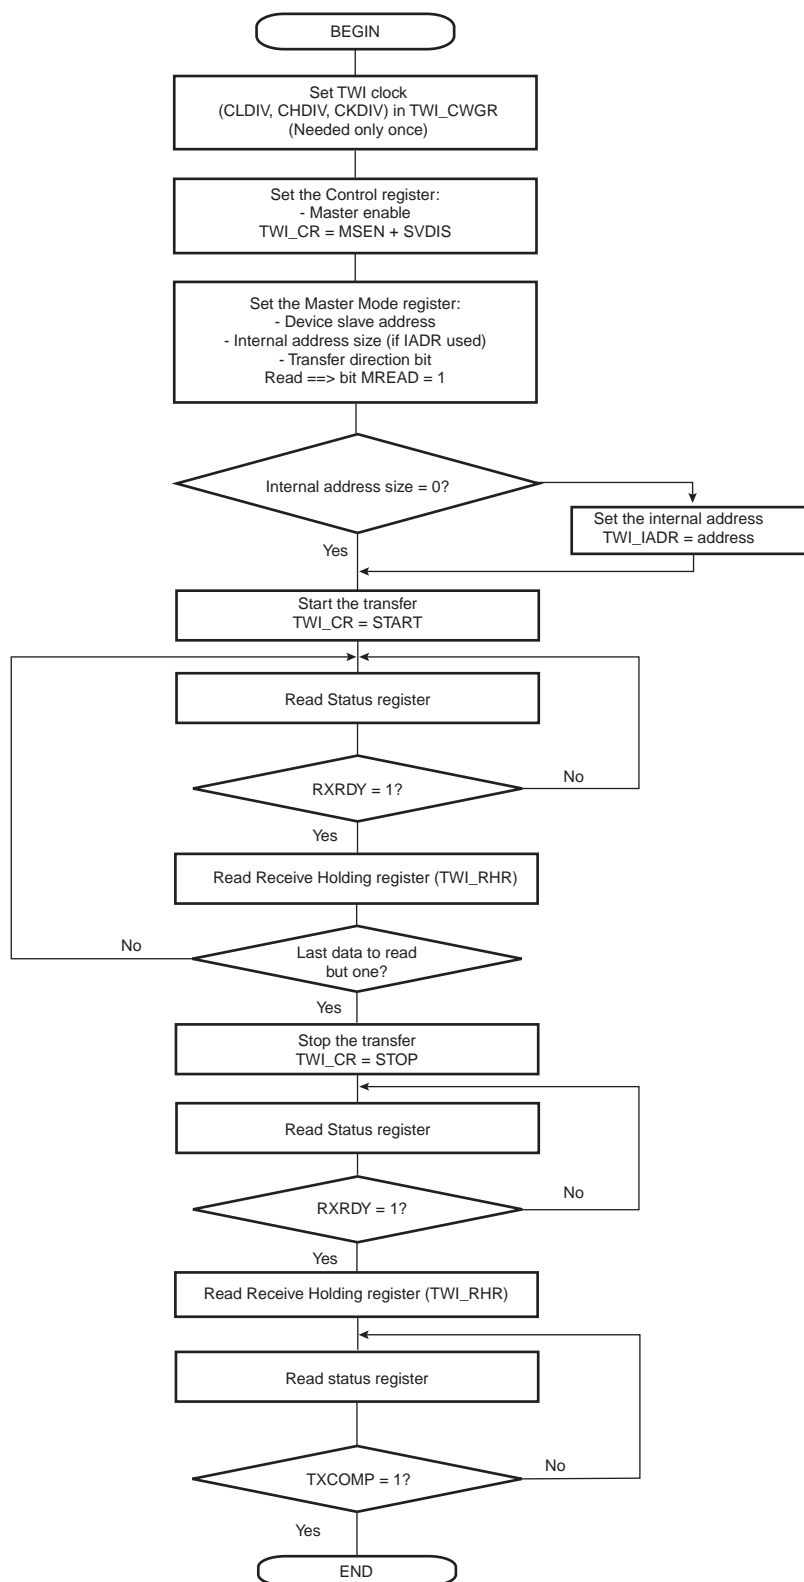 BEGIN
Set TWI clock
(CLDIV, CHDIV, CKDIV) in TWI_CWGR
(Needed only once)
Set the Control register:
- Master enable
TWI_CR = MSEN + SVDIS
Set the Master Mode register:
- Device slave address
- Internal address size (if IADR used)
- Transfer direction bit
Read ==> bit MREAD = 1
Internal address size = 0?
Set the internal address
TWI_IADR = address
Yes
Start the transfer
TWI_CR = START
Read Status register
RXRDY = 1?
No
Yes
Read Receive Holding register (TWI_RHR)
No
Last data to read
but one?
Yes
Stop the transfer
TWI_CR = STOP
Read Status register
RXRDY = 1?
No
Yes
Read Receive Holding register (TWI_RHR)
Read status register
TXCOMP = 1?
No
Yes
END